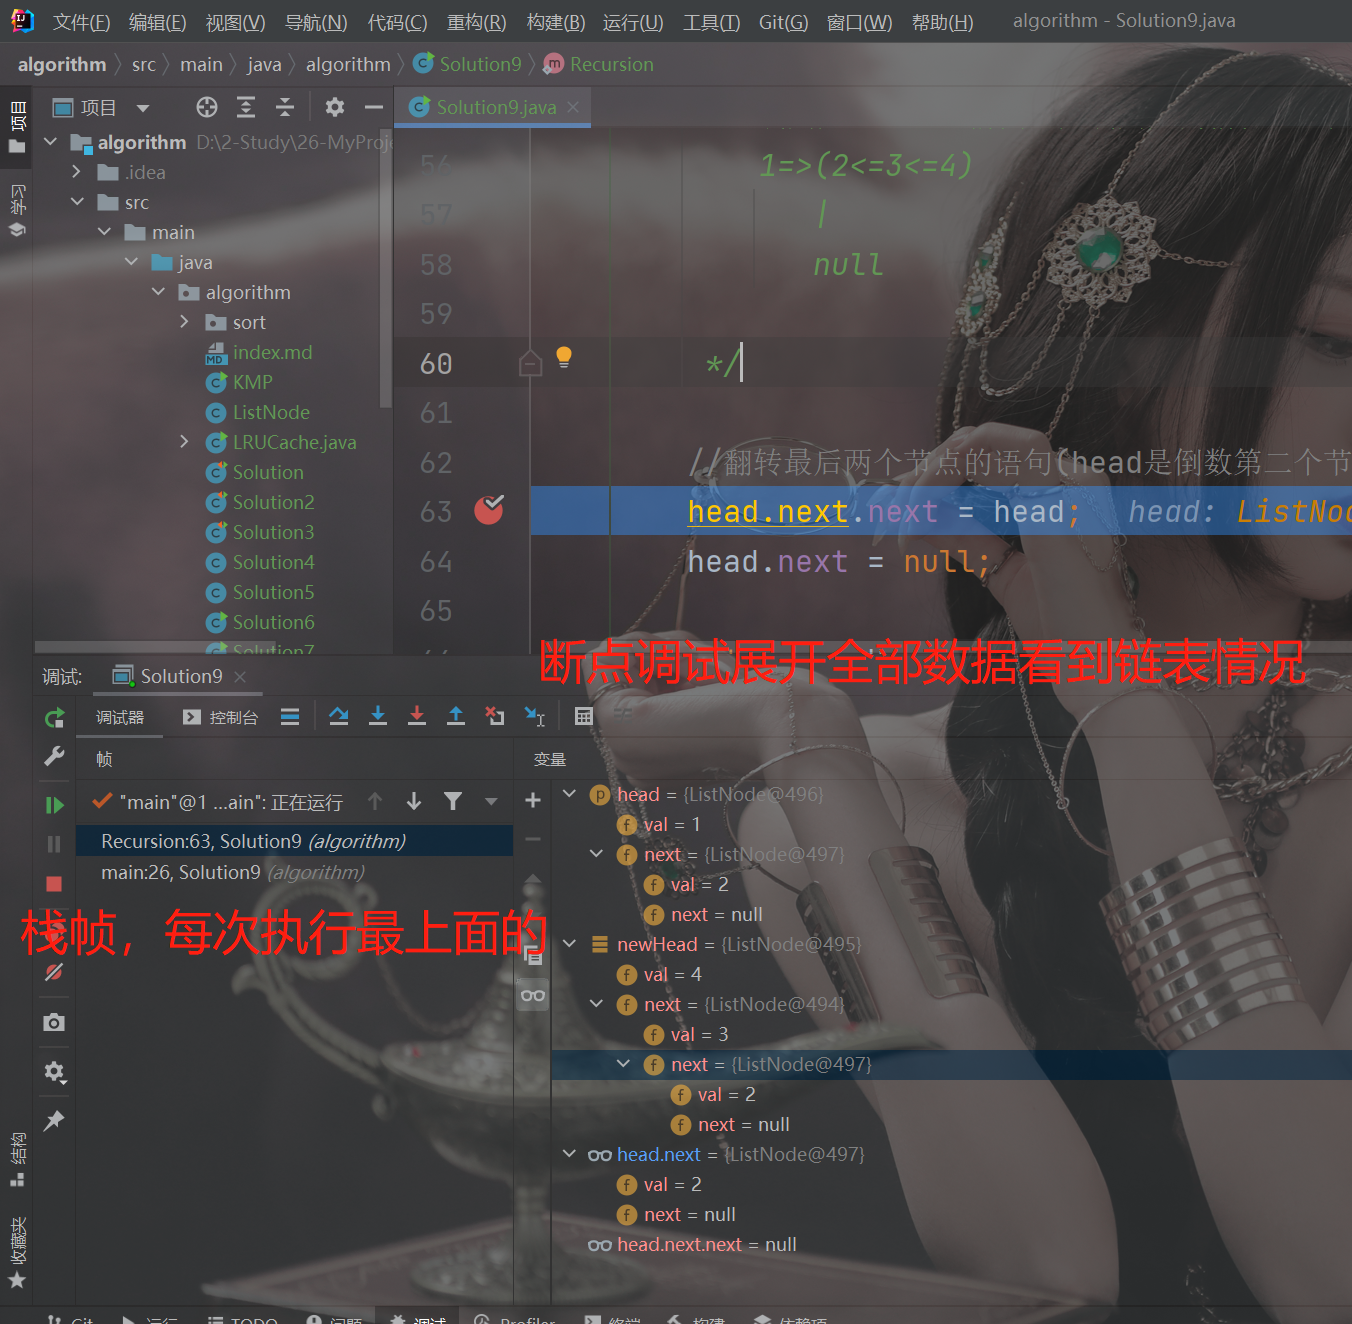 文件(F) 编辑(E) 视图(V) 导航(N) 代码(C) 重构(R) 构建(B) 运行(U) 工具(T) Git(G) 窗口(W) 帮助(H) algorithm - Solution9.java
algorithm src main java algorithm Solution9 Recursion
项目
Solution9.java
项目
学习
algorithm D:\2-Study\26-MyProje
.idea
src
main
java
algorithm
sort
index.md
KMP
ListNode
LRUCache.java
Solution
Solution2
Solution3
Solution4
Solution5
Solution6
Solution7
56 1=>(2<=3<=4)
57 |
58 null
59
60 */
61
62 //翻转最后两个节点的语句(head是倒数第二个节
63 head.next.next = head; head: ListNod
64 head.next = null;
65
断点调试展开全部数据看到链表情况
调试: Solution9
调试器 控制台
帧
"main"@1 ...ain": 正在运行
Recursion:63, Solution9 (algorithm)
main:26, Solution9 (algorithm)
栈帧，每次执行最上面的
变量
head = {ListNode@496}
val = 1
next = {ListNode@497}
val = 2
next = null
newHead = {ListNode@495}
val = 4
next = {ListNode@494}
val = 3
next = {ListNode@497}
val = 2
next = null
head.next = {ListNode@497}
val = 2
next = null
head.next.next = null
结构
收藏夹
Git 运行 TODO 问题 调试 Profiler 终端 构建 依赖项